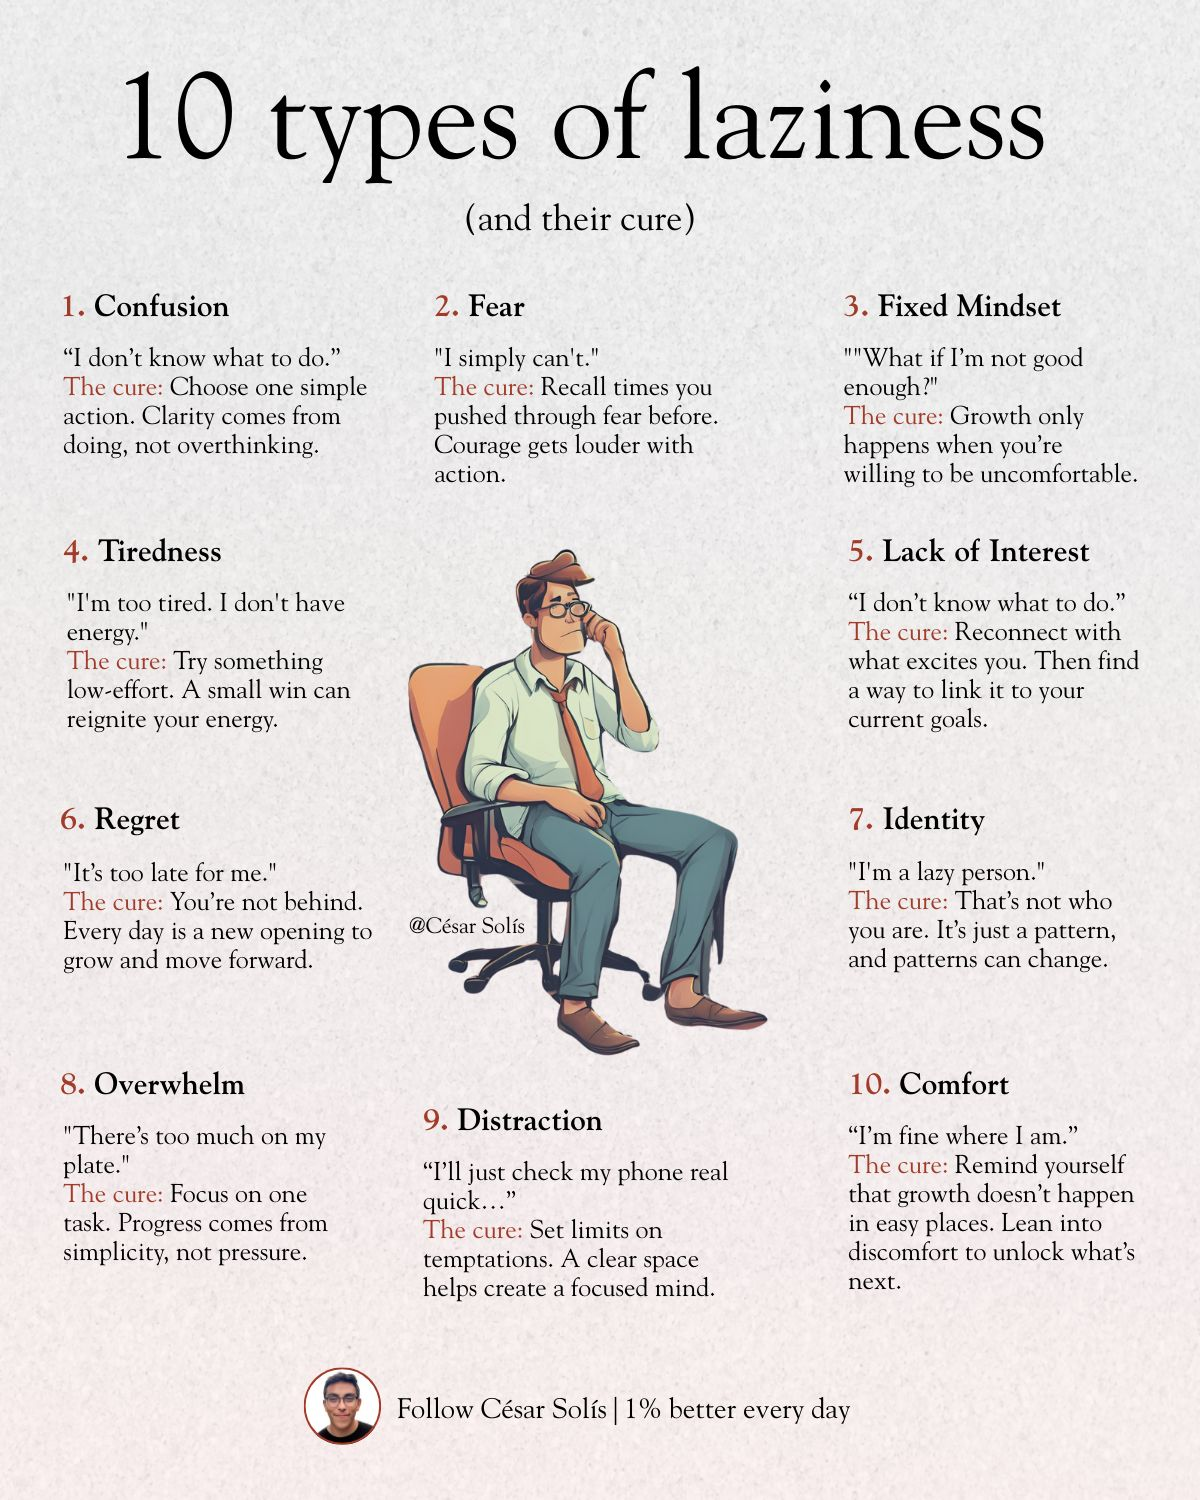 10 types of laziness
(and their cure)
1. Confusion
“I don’t know what to do.”
The cure: Choose one simple
action. Clarity comes from
doing, not overthinking.
2. Fear
"I simply can't."
The cure: Recall times you
pushed through fear before.
Courage gets louder with
action.
3. Fixed Mindset
""What if I’m not good
enough?"
The cure: Growth only
happens when you’re
willing to be uncomfortable.
4. Tiredness
"I'm too tired. I don't have
energy."
The cure: Try something
low-effort. A small win can
reignite your energy.
5. Lack of Interest
“I don’t know what to do.”
The cure: Reconnect with
what excites you. Then find
a way to link it to your
current goals.
6. Regret
"It’s too late for me."
The cure: You’re not behind.
Every day is a new opening to
grow and move forward.
@César Solís
7. Identity
"I'm a lazy person."
The cure: That’s not who
you are. It’s just a pattern,
and patterns can change.
8. Overwhelm
"There’s too much on my
plate."
The cure: Focus on one
task. Progress comes from
simplicity, not pressure.
9. Distraction
“I’ll just check my phone real
quick…”
The cure: Set limits on
temptations. A clear space
helps create a focused mind.
10. Comfort
“I’m fine where I am.”
The cure: Remind yourself
that growth doesn’t happen
in easy places. Lean into
discomfort to unlock what’s
next.
Follow César Solís | 1% better every day